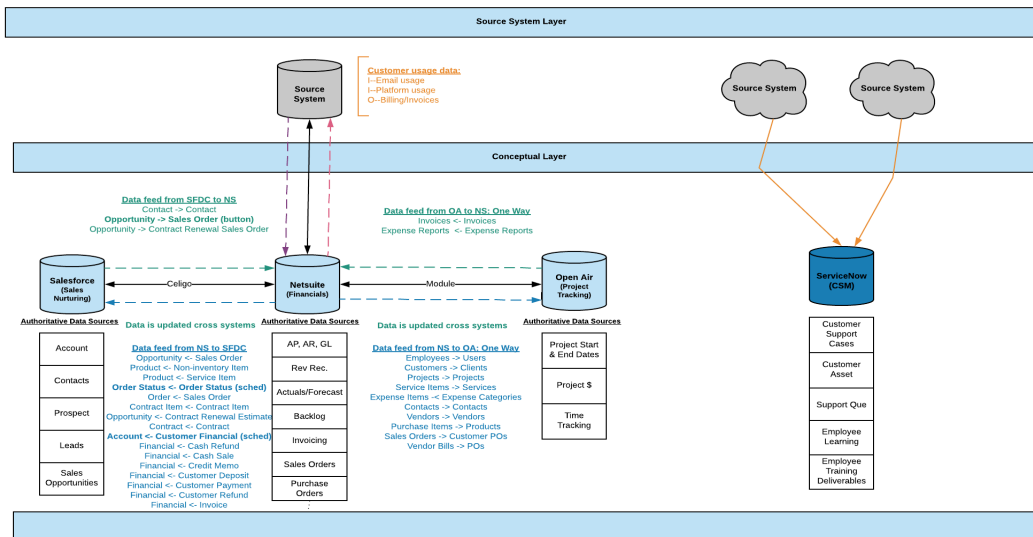 Source System Layer
Source
System
Customer usage data:
I--Email usage
I--Platform usage
O--Billing/Invoices
Source System
Source System
Conceptual Layer
Data feed from SFDC to NS
Contact -> Contact
Opportunity -> Sales Order (button)
Opportunity -> Contract Renewal Sales Order
Data feed from OA to NS: One Way
Invoices <- Invoices
Expense Reports <- Expense Reports
Salesforce
(Sales
Nurturing)
Celigo
Netsuite
(Financials)
Module
Open Air
(Project
Tracking)
ServiceNow
(CSM)
Authoritative Data Sources
Data is updated cross systems
Authoritative Data Sources
Data is updated cross systems
Authoritative Data Sources
Account
Contacts
Prospect
Leads
Sales
Opportunities
Data feed from NS to SFDC
Opportunity <- Sales Order
Product <- Non-inventory Item
Product <- Service Item
Order Status <- Order Status (sched)
Order <- Sales Order
Contract Item <- Contract Item
Opportunity <- Contract Renewal Estimate
Contract <- Contract
Account <- Customer Financial (sched)
Financial <- Cash Refund
Financial <- Cash Sale
Financial <- Credit Memo
Financial <- Customer Deposit
Financial <- Customer Payment
Financial <- Customer Refund
Financial <- Invoice
AP, AR, GL
Rev Rec.
Actuals/Forecast
Backlog
Invoicing
Sales Orders
Purchase
Orders
Data feed from NS to OA: One Way
Employees -> Users
Customers -> Clients
Projects -> Projects
Service Items -> Services
Expense Items -< Expense Categories
Contacts -> Contacts
Vendors -> Vendors
Purchase Items -> Products
Sales Orders -> Customer POs
Vendor Bills -> POs
Project Start
& End Dates
Project $
Time
Tracking
Customer
Support
Cases
Customer
Asset
Support Que
Employee
Learning
Employee
Training
Deliverables